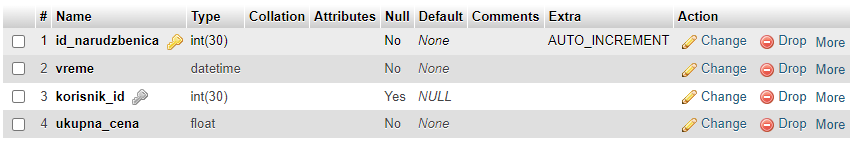 # Name Type Collation Attributes Null Default Comments Extra Action
1 id_narudzbenica int(30) No None AUTO_INCREMENT Change Drop More
2 vreme datetime No None Change Drop More
3 korisnik_id int(30) Yes NULL Change Drop More
4 ukupna_cena float No None Change Drop More